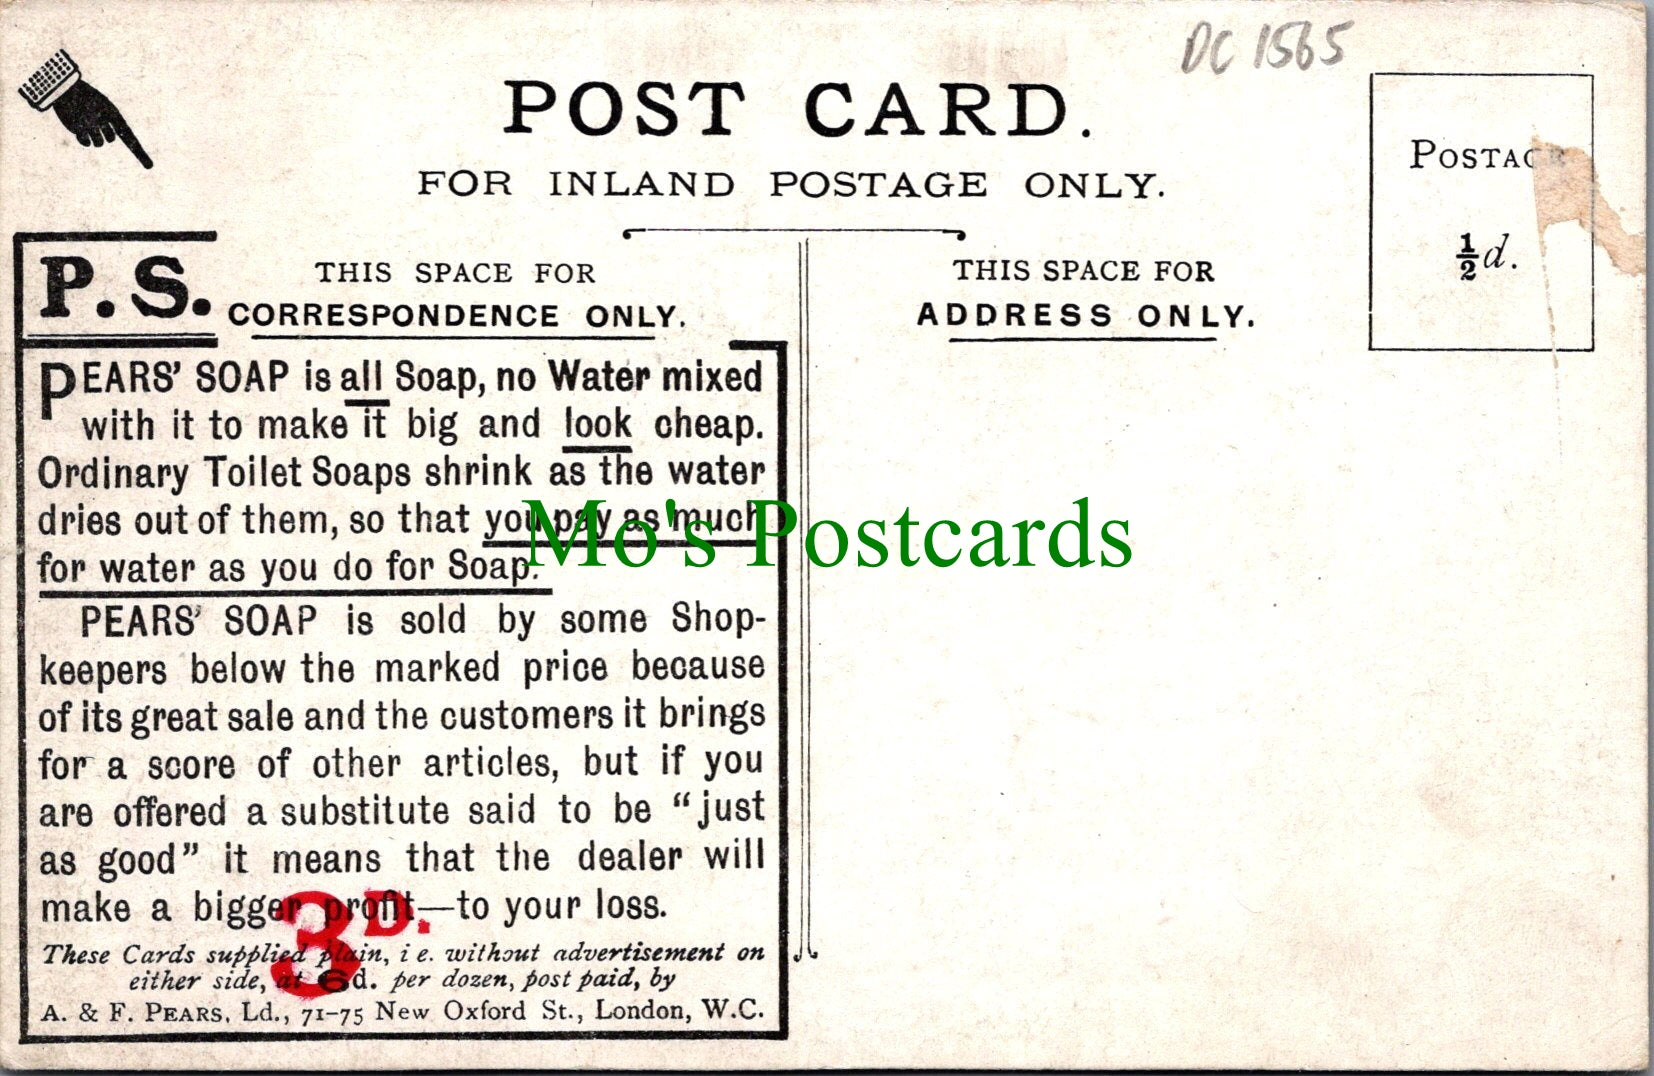 DC 1565
POST CARD.
FOR INLAND POSTAGE ONLY.
POSTAGE
½d.
P.S.
THIS SPACE FOR
CORRESPONDENCE ONLY.
THIS SPACE FOR
ADDRESS ONLY.
PEARS' SOAP is all Soap, no Water mixed
with it to make it big and look cheap.
Ordinary Toilet Soaps shrink as the water
dries out of them, so that you pay as much
for water as you do for Soap.
PEARS' SOAP is sold by some Shop-
keepers below the marked price because
of its great sale and the customers it brings
for a score of other articles, but if you
are offered a substitute said to be "just
as good" it means that the dealer will
make a bigger profit—to your loss.
3D.
These Cards supplied plain, i e. without advertisement on
either side, at 6d. per dozen, post paid, by
A. & F. PEARS, Ld., 71-75 New Oxford St., London, W.C.
Mo's Postcards